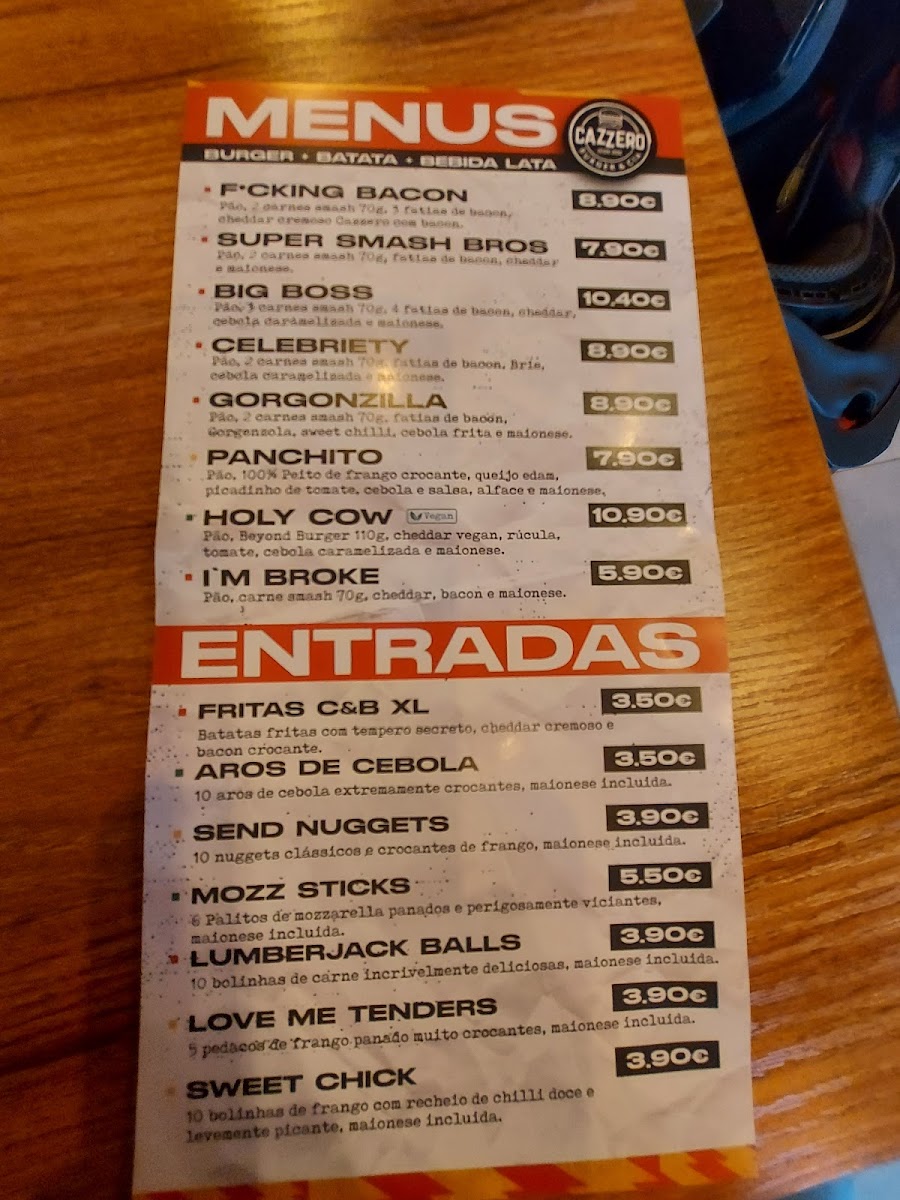 MENUS
CAZZERO
BURGER & CIA
BURGER • BATATA • BEBIDA LATA
F*CKING BACON 8.90€
Pão, 2 carnes smash 70g, 3 fatias de bacon,
cheddar cremoso Cazzero com bacon.
SUPER SMASH BROS 7.90€
Pão, 2 carnes smash 70g, fatias de bacon, cheddar
e maionese.
BIG BOSS 10.40€
Pão, 3 carnes smash 70g, 4 fatias de bacon, cheddar,
cebola caramelizada e maionese.
CELEBRIETY 8.90€
Pão, 2 carnes smash 70g, fatias de bacon, Brie,
cebola caramelizada e maionese.
GORGONZILLA 8.90€
Pão, 2 carnes smash 70g, fatias de bacon,
Gorgonzola, sweet chilli, cebola frita e maionese.
PANCHITO 7.90€
Pão, 100% Peito de frango crocante, queijo edam,
picadinho de tomate, cebola e salsa, alface e maionese.
HOLY COW Vegan 10.90€
Pão, Beyond Burger 110g, cheddar vegan, rúcula,
tomate, cebola caramelizada e maionese.
I`M BROKE 5.90€
Pão, carne smash 70g, cheddar, bacon e maionese.
ENTRADAS
FRITAS C&B XL 3.50€
Batatas fritas com tempero secreto, cheddar cremoso e
bacon crocante.
AROS DE CEBOLA 3.50€
10 aros de cebola extremamente crocantes, maionese incluida.
SEND NUGGETS 3.90€
10 nuggets clássicos e crocantes de frango, maionese incluida.
MOZZ STICKS 5.50€
6 Palitos de mozzarella panados e perigosamente viciantes,
maionese incluida.
LUMBERJACK BALLS 3.90€
10 bolinhas de carne incrivelmente deliciosas, maionese incluida.
LOVE ME TENDERS 3.90€
5 pedaços de frango panado muito crocantes, maionese incluida.
SWEET CHICK 3.90€
10 bolinhas de frango com recheio de chilli doce e
levemente picante, maionese incluida.